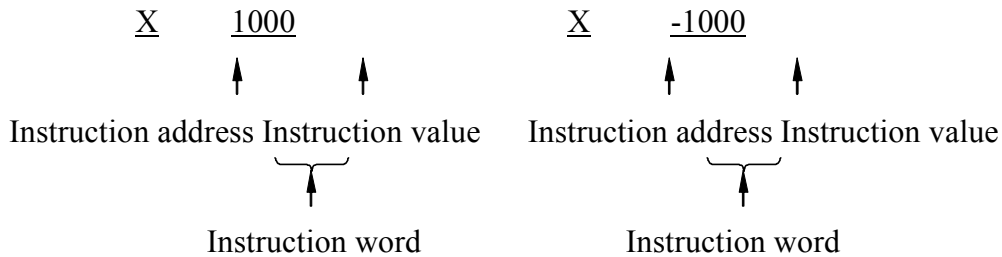 X 1000 X -1000
Instruction address Instruction value Instruction address Instruction value
Instruction word Instruction word